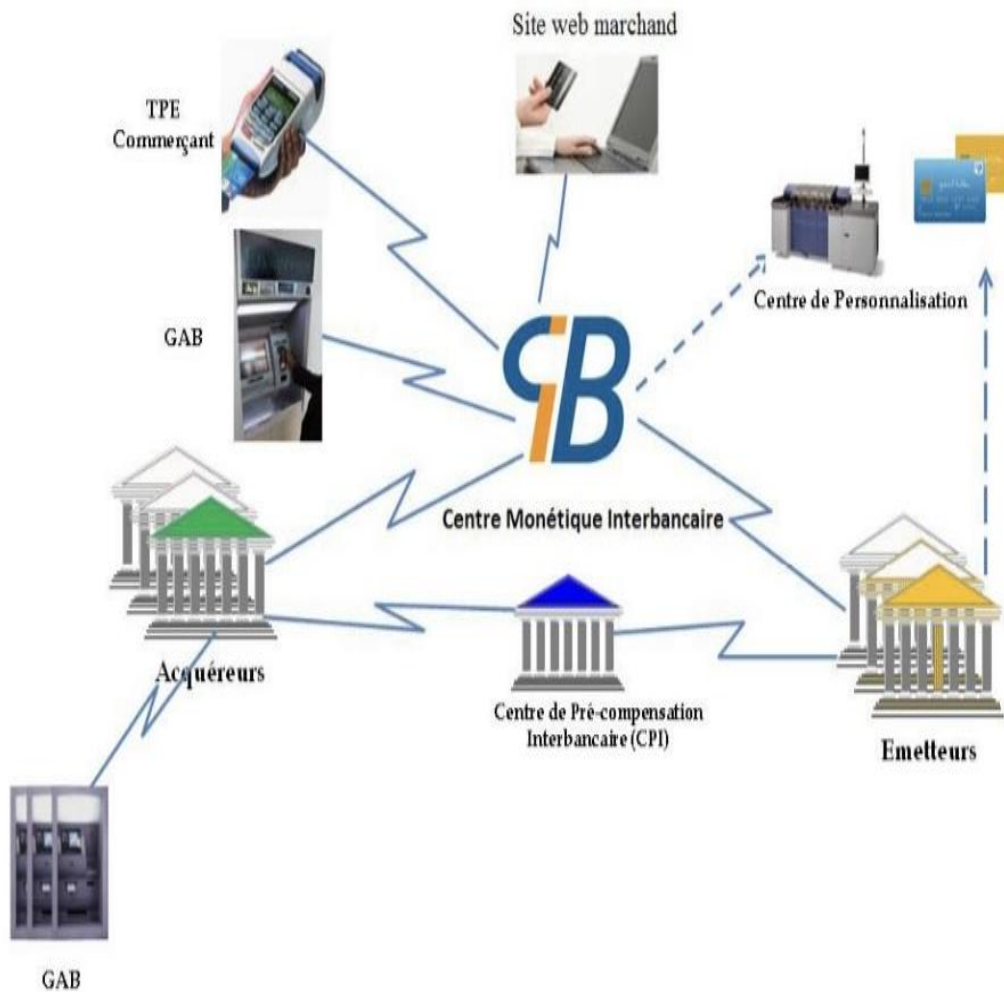 Site web marchand
TPE
Commerçant
GAB
Centre de Personnalisation
CIB
Centre Monétique Interbancaire
Acquéreurs
Centre de Pré-compensation
Interbancaire (CPI)
Emetteurs
GAB